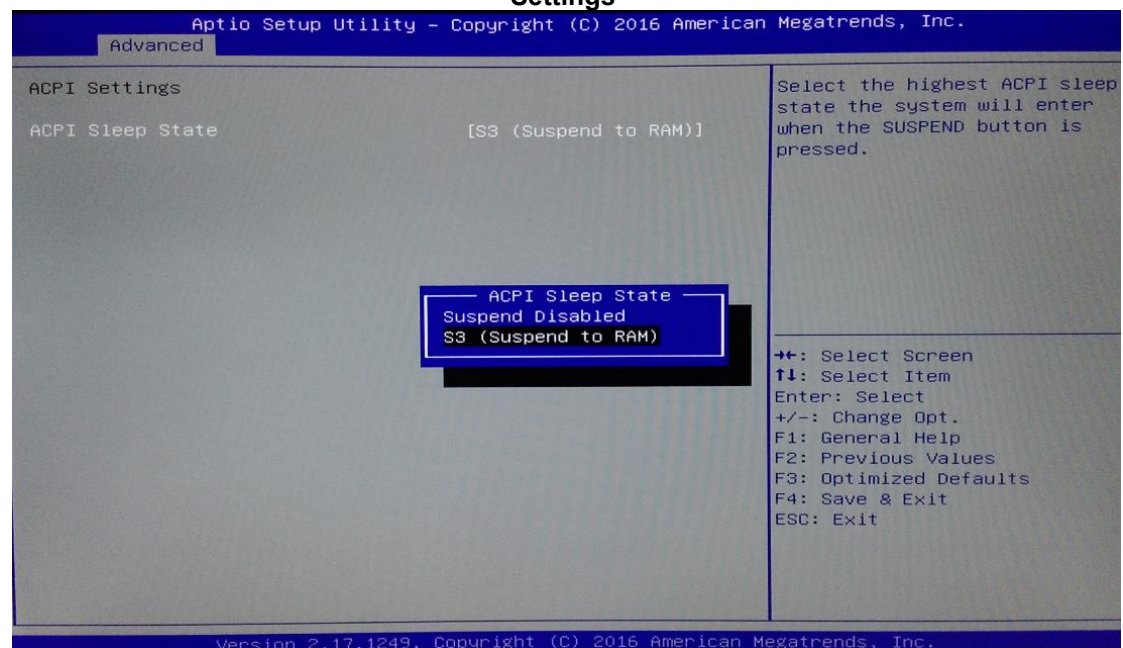 Settings
Aptio Setup Utility – Copyright (C) 2016 American Megatrends, Inc.
Advanced
ACPI Settings
ACPI Sleep State [S3 (Suspend to RAM)]
Select the highest ACPI sleep
state the system will enter
when the SUSPEND button is
pressed.
ACPI Sleep State
Suspend Disabled
S3 (Suspend to RAM)
→←: Select Screen
↑↓: Select Item
Enter: Select
+/-: Change Opt.
F1: General Help
F2: Previous Values
F3: Optimized Defaults
F4: Save & Exit
ESC: Exit
Version 2.17.1249. Copyright (C) 2016 American Megatrends, Inc.